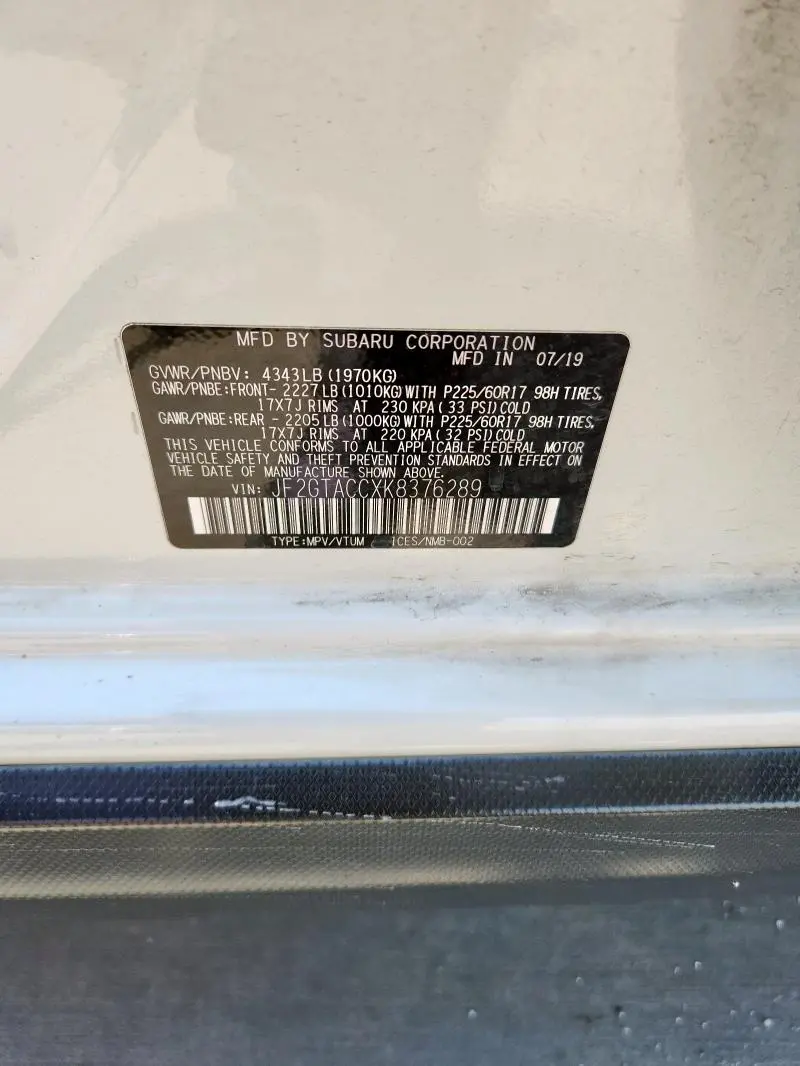 MFD BY SUBARU CORPORATION
MFD IN 07/19
GVWR/PNBV: 4343LB (1970KG)
GAWR/PNBE:FRONT- 2227LB (1010KG) WITH P225/60R17 98H TIRES,
17X7J RIMS AT 230 KPA (33 PSI) COLD
GAWR/PNBE:REAR - 2205LB (1000KG) WITH P225/60R17 98H TIRES,
17X7J RIMS AT 220 KPA (32 PSI) COLD
THIS VEHICLE CONFORMS TO ALL APPLICABLE FEDERAL MOTOR
VEHICLE SAFETY AND THEFT PREVENTION STANDARDS IN EFFECT ON
THE DATE OF MANUFACTURE SHOWN ABOVE.
VIN: JF2GTACCXK8376289
TYPE:MPV/VTUM ICES/NMB-002